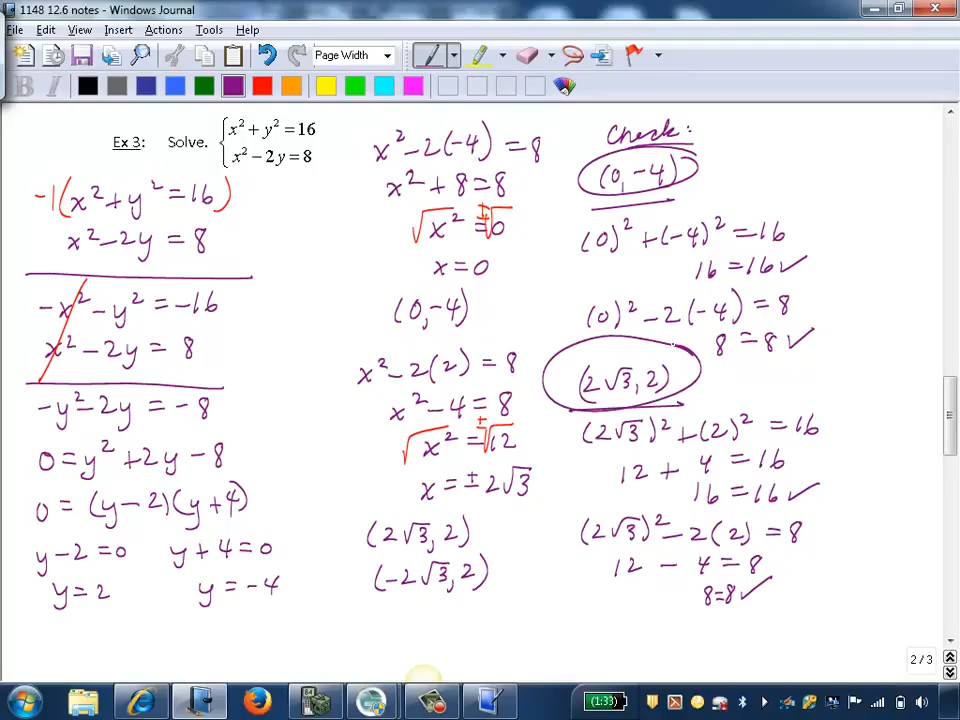 1148 12.6 notes - Windows Journal
File Edit View Insert Actions Tools Help
Page Width
B I
Ex 3: Solve. { x² + y² = 16
x² − 2y = 8
-1(x² + y² = 16)
x² − 2y = 8
-x² − y² = -16
x² − 2y = 8
-y² − 2y = -8
0 = y² + 2y − 8
0 = (y − 2)(y + 4)
y − 2 = 0 y + 4 = 0
y = 2 y = -4
x² − 2(-4) = 8
x² + 8 = 8
√x² = ±√0
x = 0
(0, -4)
x² − 2(2) = 8
x² − 4 = 8
√x² = ±√12
x = ±2√3
(2√3, 2)
(-2√3, 2)
Check:
(0, -4)
(0)² + (-4)² = 16
16 = 16 ✓
(0)² − 2(-4) = 8
8 = 8 ✓
(2√3, 2)
(2√3)² + (2)² = 16
12 + 4 = 16
16 = 16 ✓
(2√3)² − 2(2) = 8
12 − 4 = 8
8 = 8 ✓
2 / 3
(1:33)